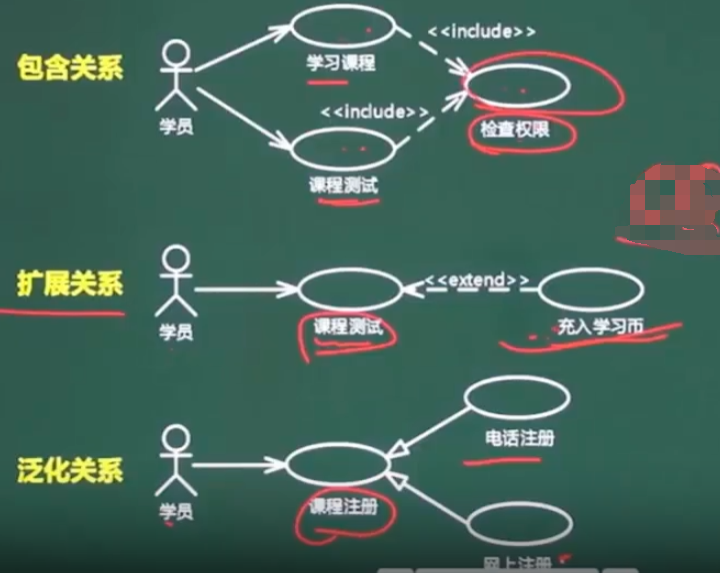 包含关系
<<include>>
学习课程
学员
<<include>>
检查权限
课程测试
扩展关系
<<extend>>
学员
课程测试
充入学习币
泛化关系
电话注册
学员
课程注册
网上注册